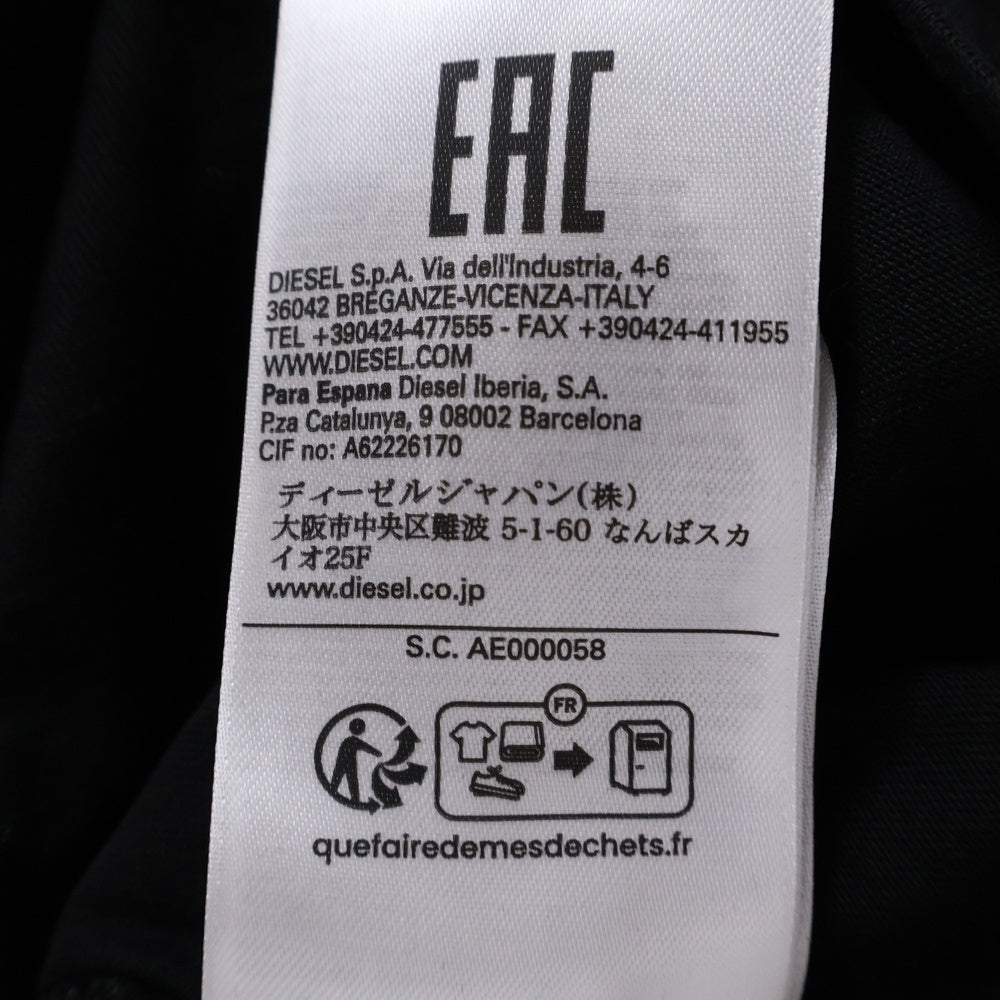 EAC
DIESEL S.p.A. Via dell'Industria, 4-6
36042 BREGANZE-VICENZA-ITALY
TEL +390424-477555 - FAX +390424-411955
WWW.DIESEL.COM
Para Espana Diesel Iberia, S.A.
P.za Catalunya, 9 08002 Barcelona
CIF no: A62226170
ディーゼルジャパン(株)
大阪市中央区難波 5-1-60 なんばスカ
イオ25F
www.diesel.co.jp
S.C. AE000058
FR
quefairedemesdechets.fr